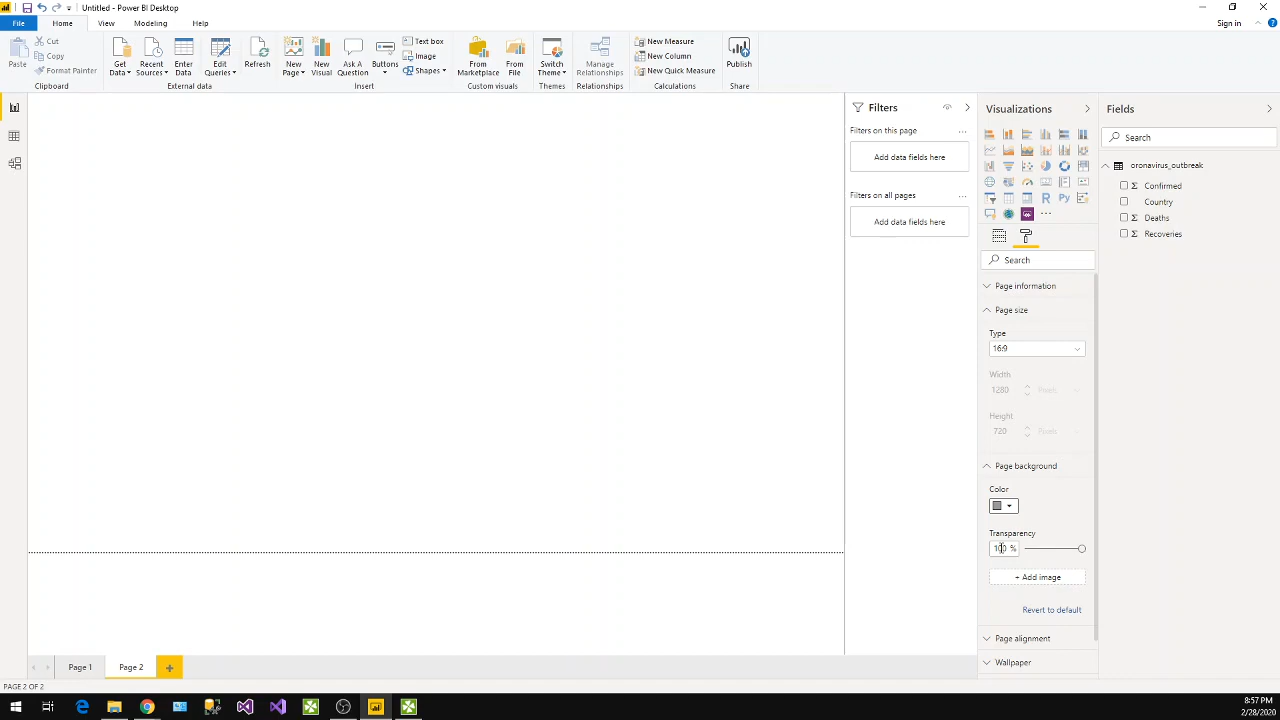 Untitled - Power BI Desktop
File
Home
View
Modeling
Help
Sign in
Paste
Cut
Copy
Format Painter
Clipboard
Get Data
Recent Sources
Enter Data
Edit Queries
Refresh
External data
New Page
New Visual
Ask A Question
Buttons
Text box
Image
Shapes
Insert
From Marketplace
From File
Custom visuals
Switch Theme
Themes
Manage Relationships
Relationships
New Measure
New Column
New Quick Measure
Calculations
Publish
Share
Filters
Filters on this page
Add data fields here
Filters on all pages
Add data fields here
Visualizations
R
Py
Search
Page information
Page size
Type
16:9
Width
1280
Pixels
Height
720
Pixels
Page background
Color
Transparency
100 %
+ Add image
Revert to default
Page alignment
Wallpaper
Fields
Search
oronavirus_outbreak
Σ Confirmed
Country
Σ Deaths
Σ Recoveries
Page 1
Page 2
PAGE 2 OF 2
8:57 PM
2/28/2020